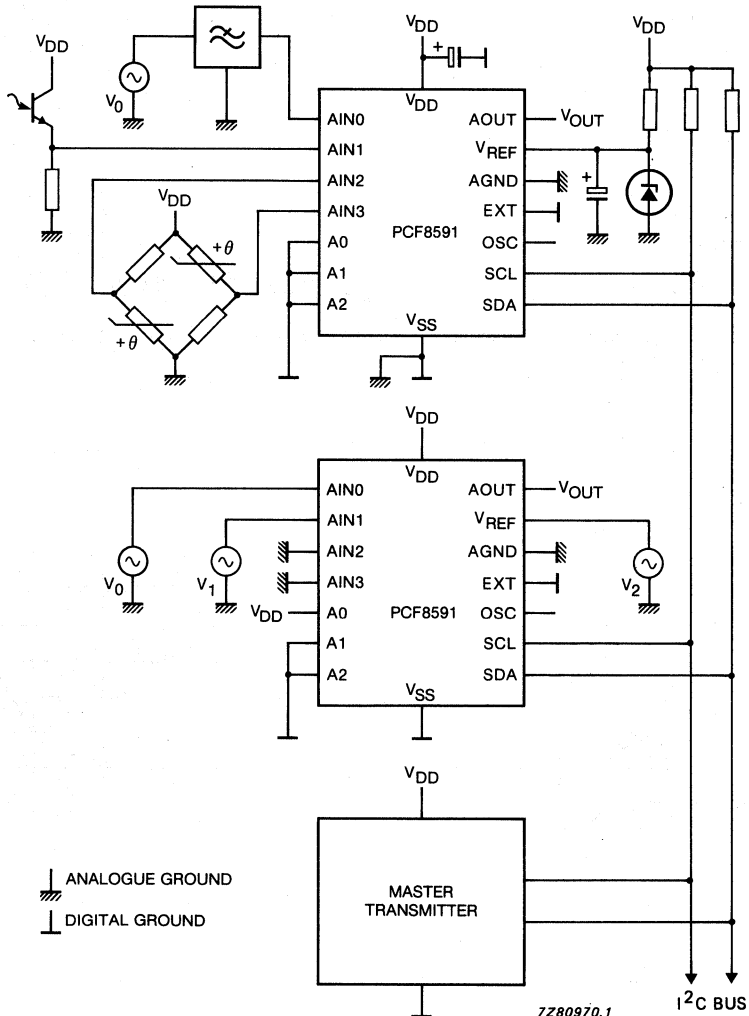 VDD
VDD
VDD
V0
VDD
AIN0
AOUT
VOUT
AIN1
VREF
AIN2
AGND
VDD
AIN3
EXT
+θ
PCF8591
A0
OSC
A1
SCL
A2
SDA
+θ
VSS
+
+
VDD
VDD
AIN0
AOUT
VOUT
AIN1
VREF
AIN2
AGND
V0
V1
AIN3
EXT
V2
VDD
A0
PCF8591
OSC
A1
SCL
A2
SDA
VSS
VDD
ANALOGUE GROUND
DIGITAL GROUND
MASTER
TRANSMITTER
7Z80970.1
I2C BUS